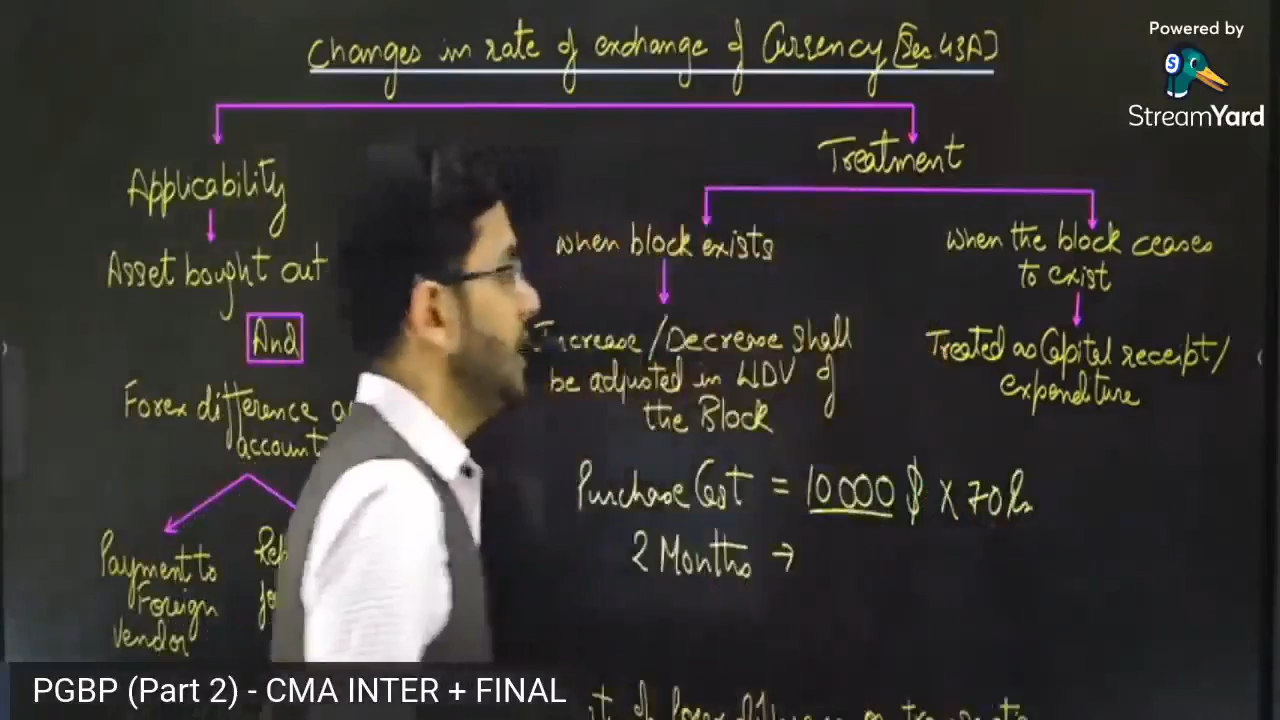 Powered by
StreamYard
Changes in rate of exchange of Currency [Sec. 43A]
Applicability
Asset bought out
And
Forex difference
account
Payment to
Foreign
Vendor
Treatment
when block exists
Increase/Decrease shall
be adjusted in WDV of
the Block
when the block ceases
to exist
Treated as Capital receipt/
expenditure
Purchase Cost = 10000 $ X 70 Rs
2 Months →
PGBP (Part 2) - CMA INTER + FINAL